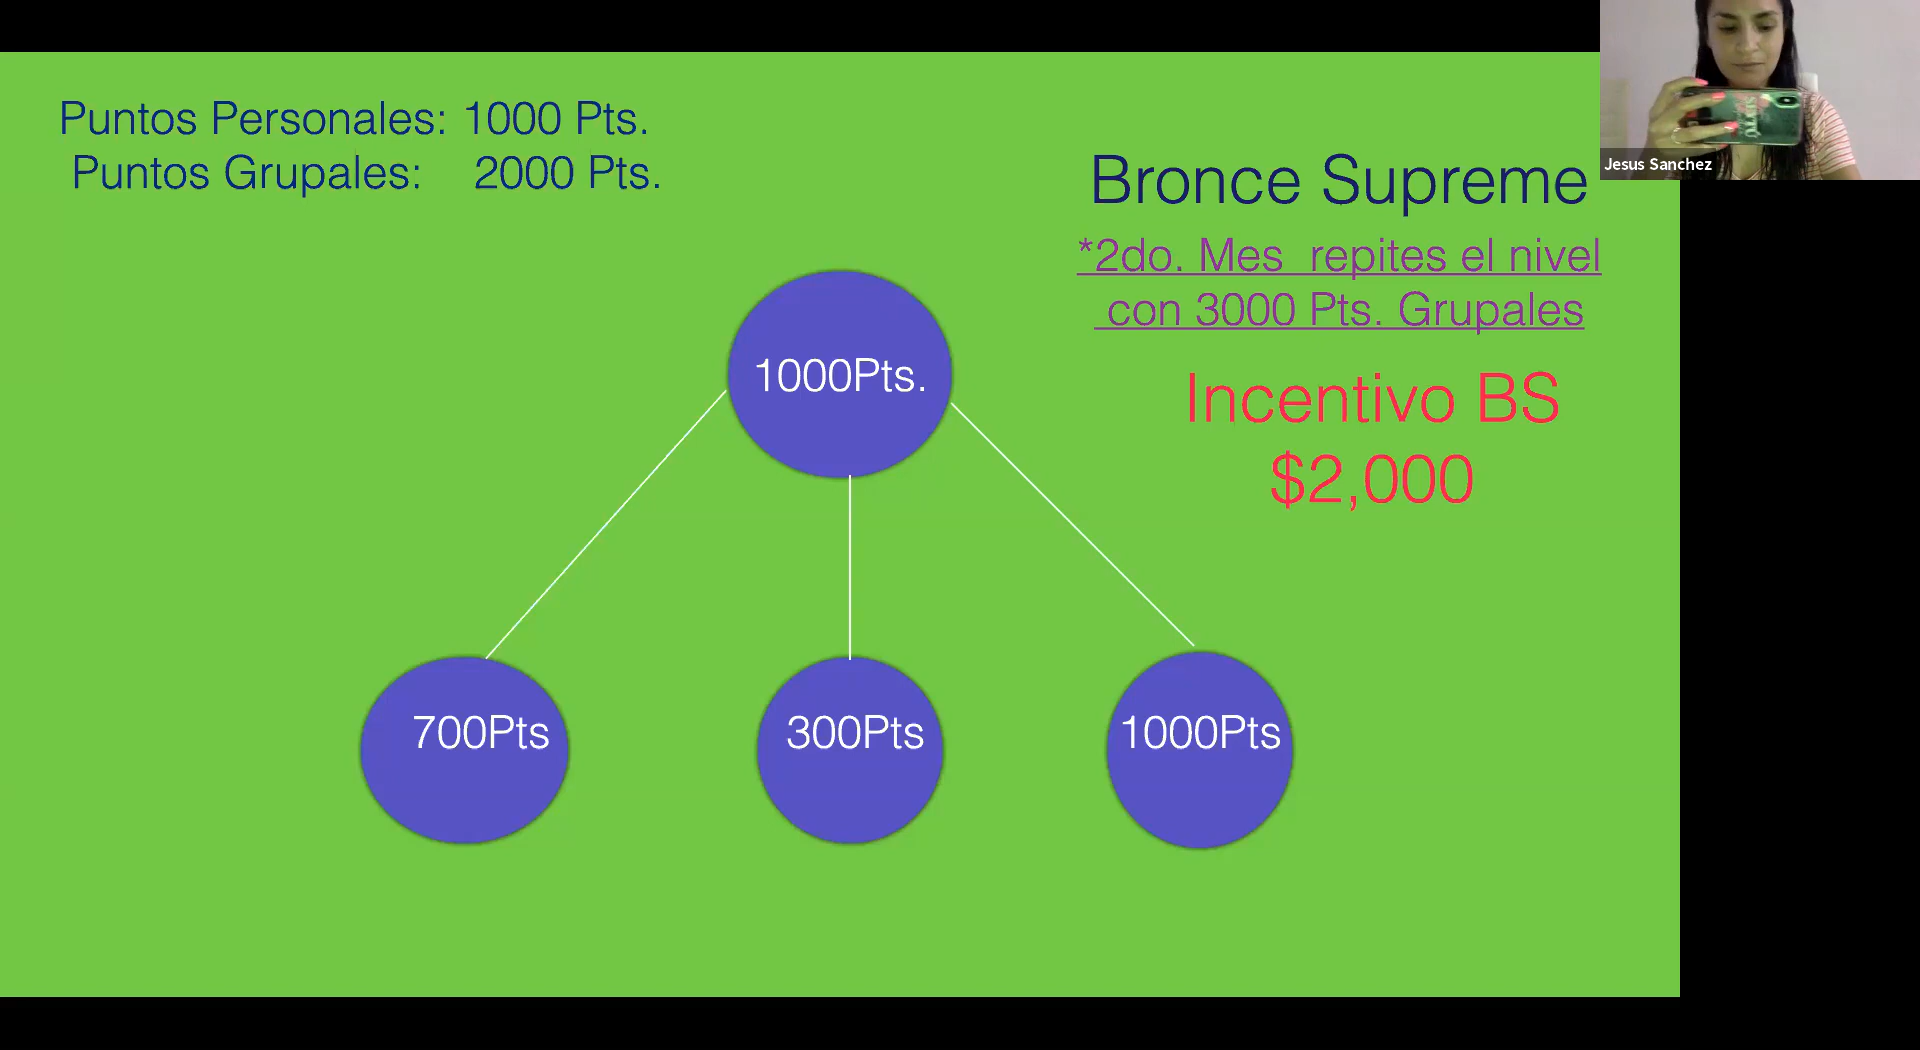 Puntos Personales: 1000 Pts.
Puntos Grupales: 2000 Pts.
Bronce Supreme
*2do. Mes repites el nivel
con 3000 Pts. Grupales
Incentivo BS
$2,000
1000Pts.
700Pts
300Pts
1000Pts
Jesus Sanchez